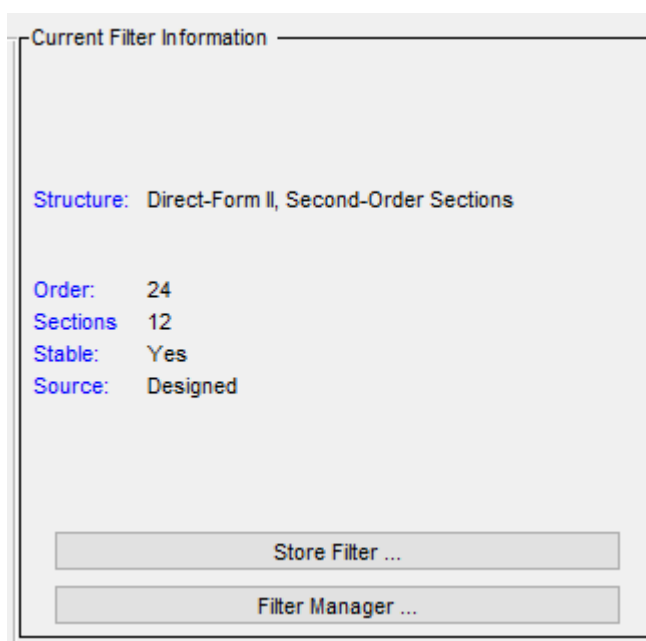 Current Filter Information
Structure: Direct-Form II, Second-Order Sections
Order: 24
Sections 12
Stable: Yes
Source: Designed
Store Filter ...
Filter Manager ...